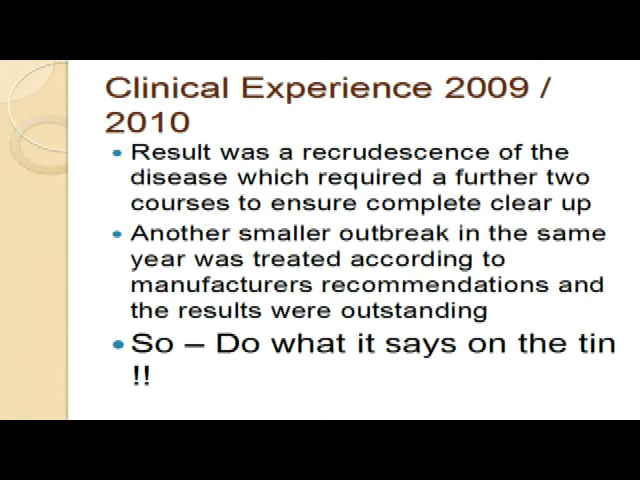 Clinical Experience 2009 /
2010
• Result was a recrudescence of the
disease which required a further two
courses to ensure complete clear up
• Another smaller outbreak in the same
year was treated according to
manufacturers recommendations and
the results were outstanding
• So – Do what it says on the tin
!!